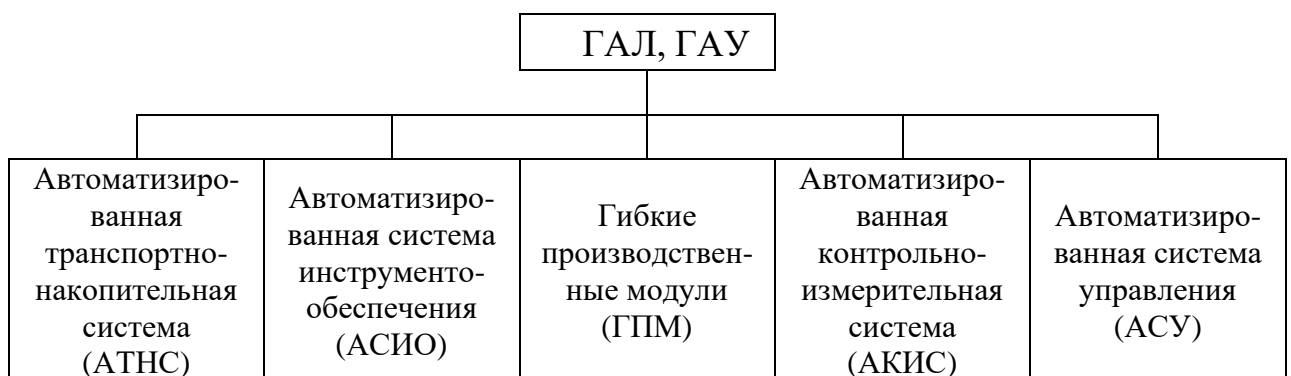 ГАЛ, ГАУ
Автоматизиро-
ванная
транспортно-
накопительная
система
(АТНС)
Автоматизиро-
ванная система
инструменто-
обеспечения
(АСИО)
Гибкие
производствен-
ные модули
(ГПМ)
Автоматизиро-
ванная
контрольно-
измерительная
система
(АКИС)
Автоматизиро-
ванная система
управления
(АСУ)